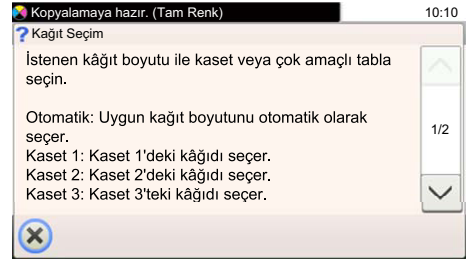 Kopyalamaya hazır. (Tam Renk) 10:10
? Kağıt Seçim
İstenen kâğıt boyutu ile kaset veya çok amaçlı tabla
seçin.
Otomatik: Uygun kağıt boyutunu otomatik olarak
seçer.
1/2
Kaset 1: Kaset 1'deki kâğıdı seçer.
Kaset 2: Kaset 2'deki kâğıdı seçer.
Kaset 3: Kaset 3'teki kâğıdı seçer.